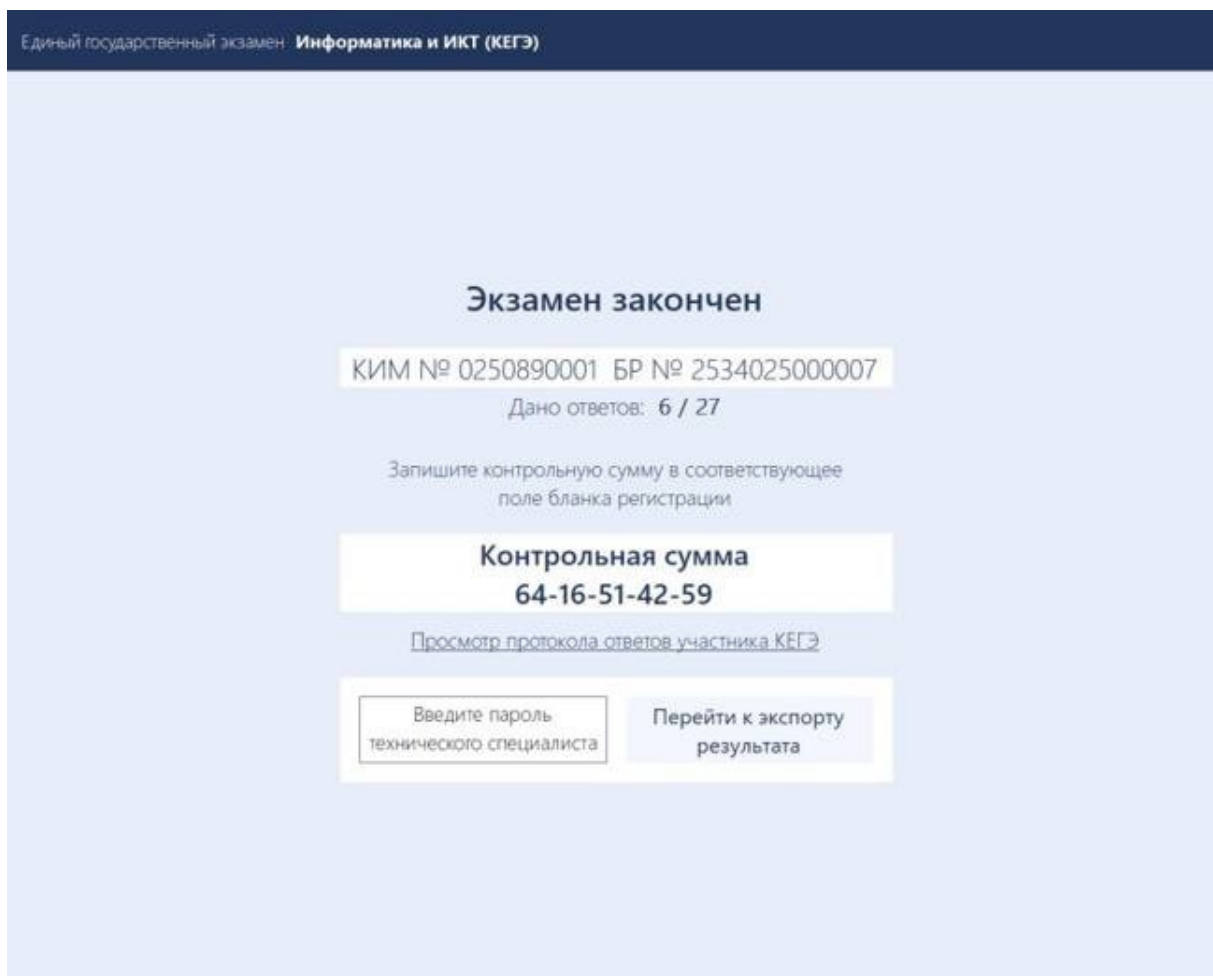 Единый государственный экзамен Информатика и ИКТ (КЕГЭ)
Экзамен закончен
КИМ № 0250890001 БР № 2534025000007
Дано ответов: 6 / 27
Запишите контрольную сумму в соответствующее
поле бланка регистрации
Контрольная сумма
64-16-51-42-59
Просмотр протокола ответов участника КЕГЭ
Введите пароль
технического специалиста
Перейти к экспорту
результата